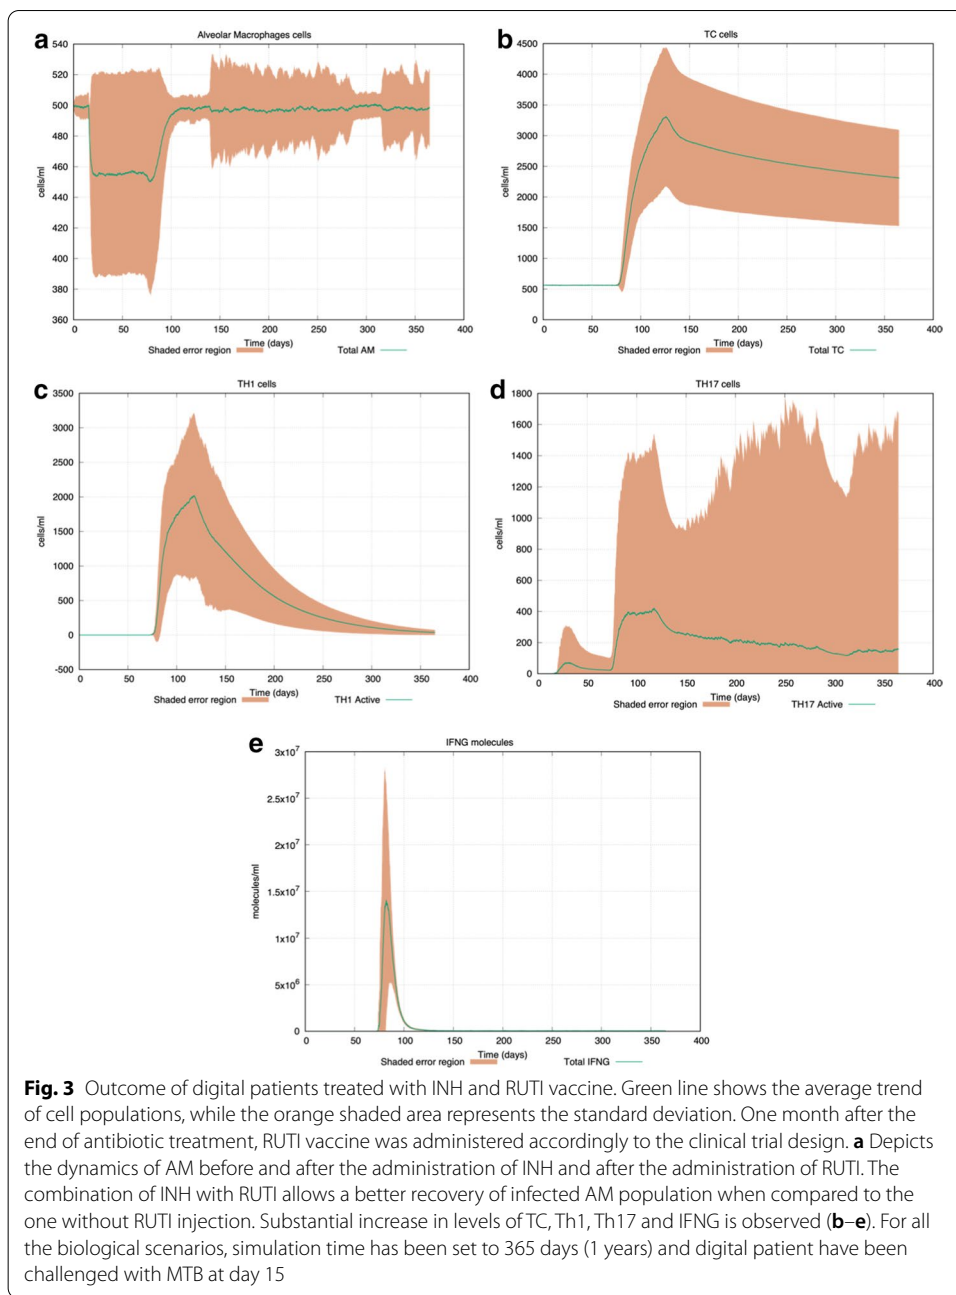 a
Alveolar Macrophages cells
540
520
500
480
460
440
420
400
380
360
cells/ml
0 50 100 150 200 250 300 350 400
Time (days)
Shaded error region Total AM
b
TC cells
4500
4000
3500
3000
2500
2000
1500
1000
500
0
cells/ml
0 50 100 150 200 250 300 350 400
Time (days)
Shaded error region Total TC
c
TH1 cells
3500
3000
2500
2000
1500
1000
500
0
-500
cells/ml
0 50 100 150 200 250 300 350 400
Time (days)
Shaded error region TH1 Active
d
TH17 cells
1800
1600
1400
1200
1000
800
600
400
200
0
cells/ml
0 50 100 150 200 250 300 350 400
Time (days)
Shaded error region TH17 Active
e
IFNG molecules
3x10⁷
2.5x10⁷
2x10⁷
1.5x10⁷
1x10⁷
5x10⁶
0
molecules/ml
0 50 100 150 200 250 300 350 400
Time (days)
Shaded error region Total IFNG
Fig. 3 Outcome of digital patients treated with INH and RUTI vaccine. Green line shows the average trend
of cell populations, while the orange shaded area represents the standard deviation. One month after the
end of antibiotic treatment, RUTI vaccine was administered accordingly to the clinical trial design. a Depicts
the dynamics of AM before and after the administration of INH and after the administration of RUTI. The
combination of INH with RUTI allows a better recovery of infected AM population when compared to the
one without RUTI injection. Substantial increase in levels of TC, Th1, Th17 and IFNG is observed (b–e). For all
the biological scenarios, simulation time has been set to 365 days (1 years) and digital patient have been
challenged with MTB at day 15